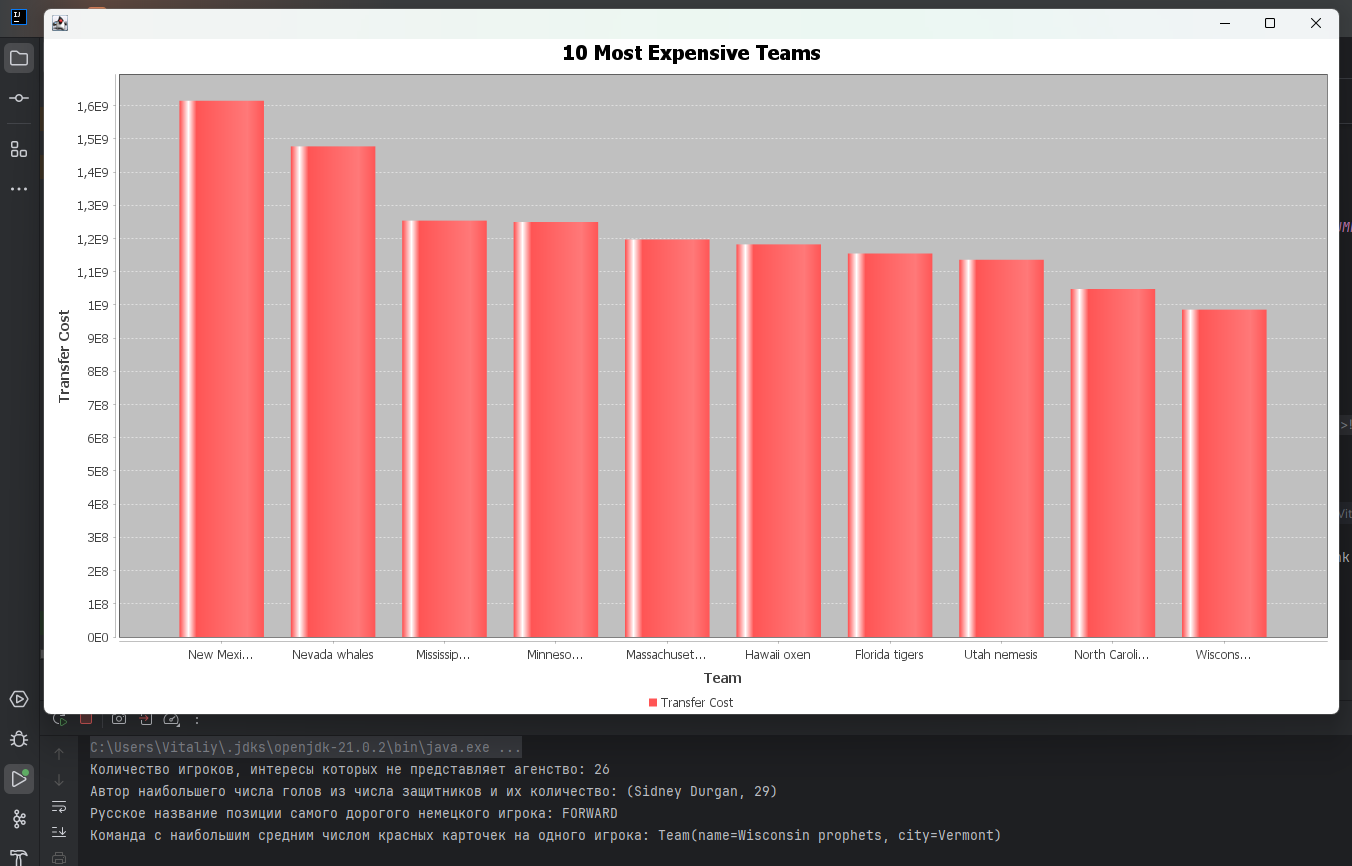 10 Most Expensive Teams
1,6E9
1,5E9
1,4E9
1,3E9
1,2E9
1,1E9
1E9
9E8
8E8
7E8
6E8
5E8
4E8
3E8
2E8
1E8
0E0
Transfer Cost
New Mexi... Nevada whales Mississip... Minneso... Massachuset... Hawaii oxen Florida tigers Utah nemesis North Caroli... Wiscons...
Team
Transfer Cost
C:\Users\Vitaliy\.jdks\openjdk-21.0.2\bin\java.exe ...
Количество игроков, интересы которых не представляет агенство: 26
Автор наибольшего числа голов из числа защитников и их количество: (Sidney Durgan, 29)
Русское название позиции самого дорогого немецкого игрока: FORWARD
Команда с наибольшим средним числом красных карточек на одного игрока: Team(name=Wisconsin prophets, city=Vermont)